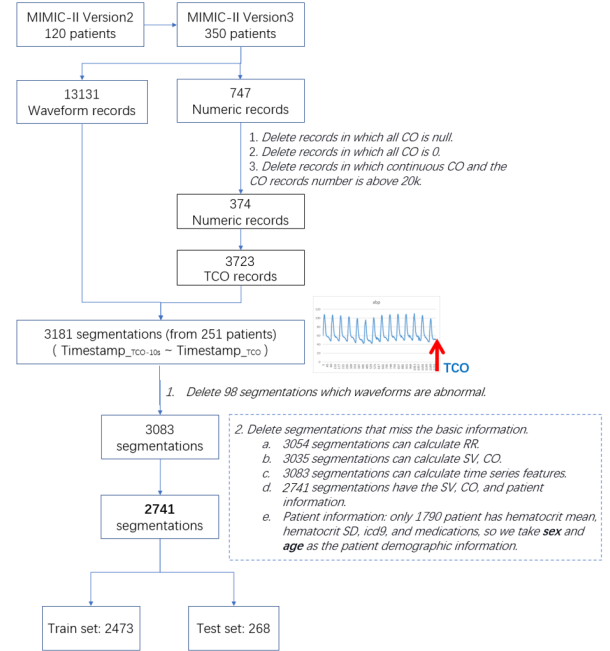 MIMIC-II Version2
120 patients
MIMIC-II Version3
350 patients
13131
Waveform records
747
Numeric records
1. Delete records in which all CO is null.
2. Delete records in which all CO is 0.
3. Delete records in which continuous CO and the
CO records number is above 20k.
374
Numeric records
3723
TCO records
3181 segmentations (from 251 patients)
( Timestamp_TCO-10s ~ Timestamp_TCO )
TCO
1. Delete 98 segmentations which waveforms are abnormal.
3083
segmentations
2. Delete segmentations that miss the basic information.
a. 3054 segmentations can calculate RR.
b. 3035 segmentations can calculate SV, CO.
c. 3083 segmentations can calculate time series features.
d. 2741 segmentations have the SV, CO, and patient
information.
e. Patient information: only 1790 patient has hematocrit mean,
hematocrit SD, icd9, and medications, so we take sex and
age as the patient demographic information.
2741
segmentations
Train set: 2473
Test set: 268